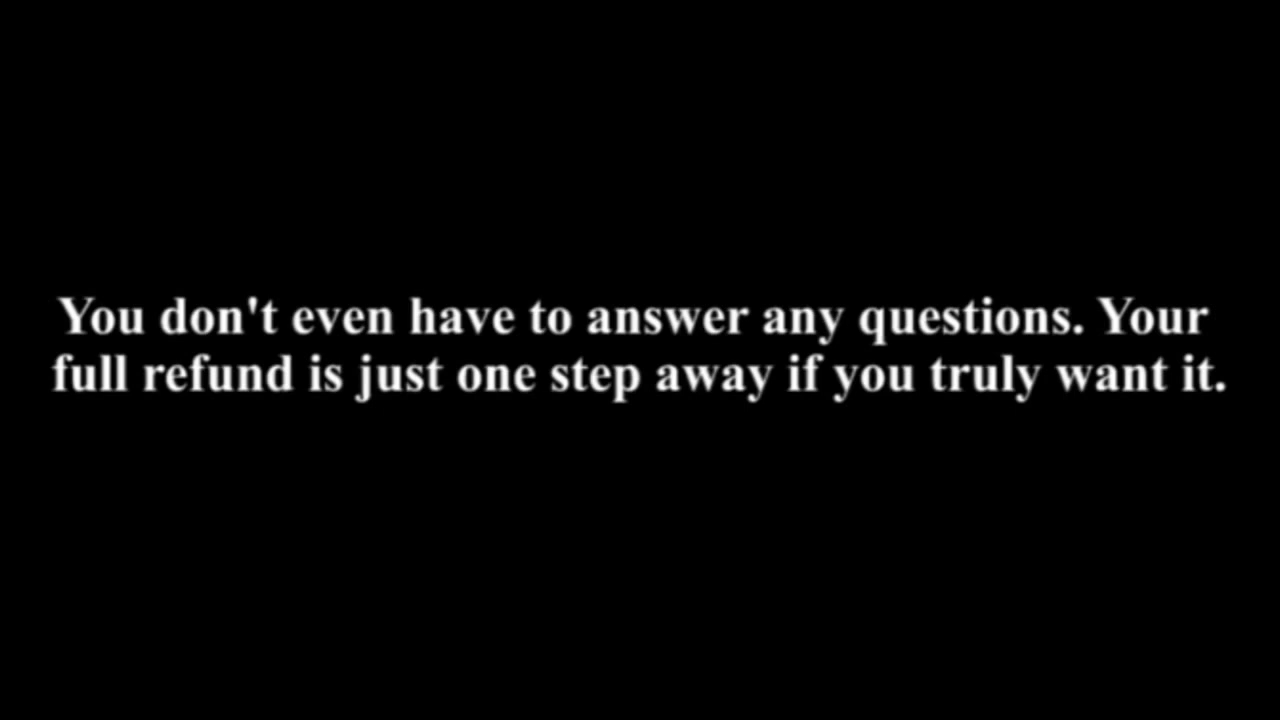 You don't even have to answer any questions. Your
full refund is just one step away if you truly want it.